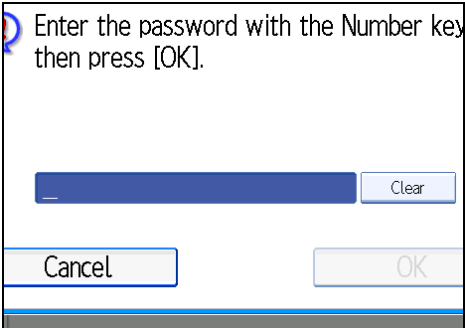 Enter the password with the Number key
then press [OK].
_
Clear
Cancel
OK